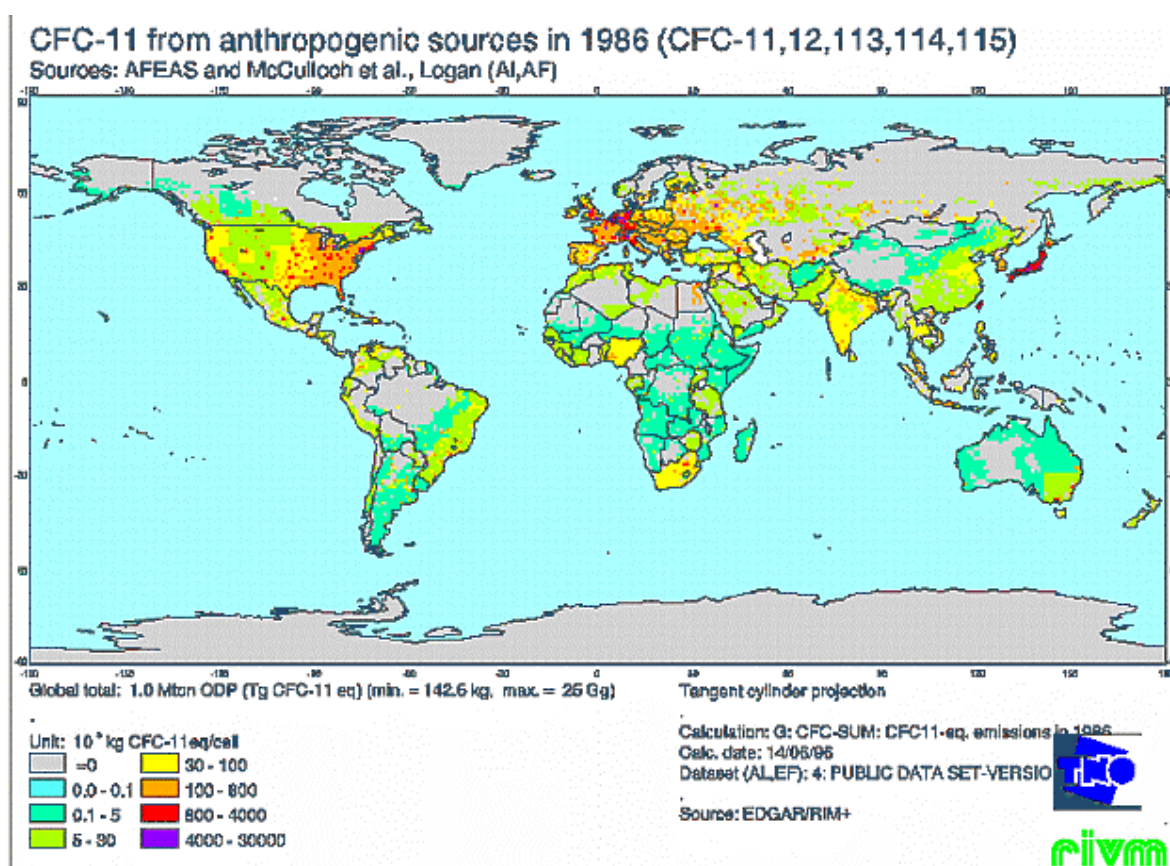 CFC-11 from anthropogenic sources in 1986 (CFC-11,12,113,114,115)
Sources: AFEAS and McCulloch et al., Logan (AI,AF)
Global total: 1.0 Mton ODP (Tg CFC-11 eq) (min. = 142.6 kg, max. = 25 Gg)
Tangent cylinder projection
Unit: kg CFC-11eq/cell
=0
30 - 100
0.0 - 0.1
100 - 800
0.1 - 5
800 - 4000
5 - 30
4000 - 30000
Calculation: G: CFC-SUM: CFC11-eq. emissions in 1986
Calc. date: 14/06/96
Dataset (AI,EF): 4: PUBLIC DATA SET-VERSIO
Source: EDGAR/RIM+
TNO
rivm